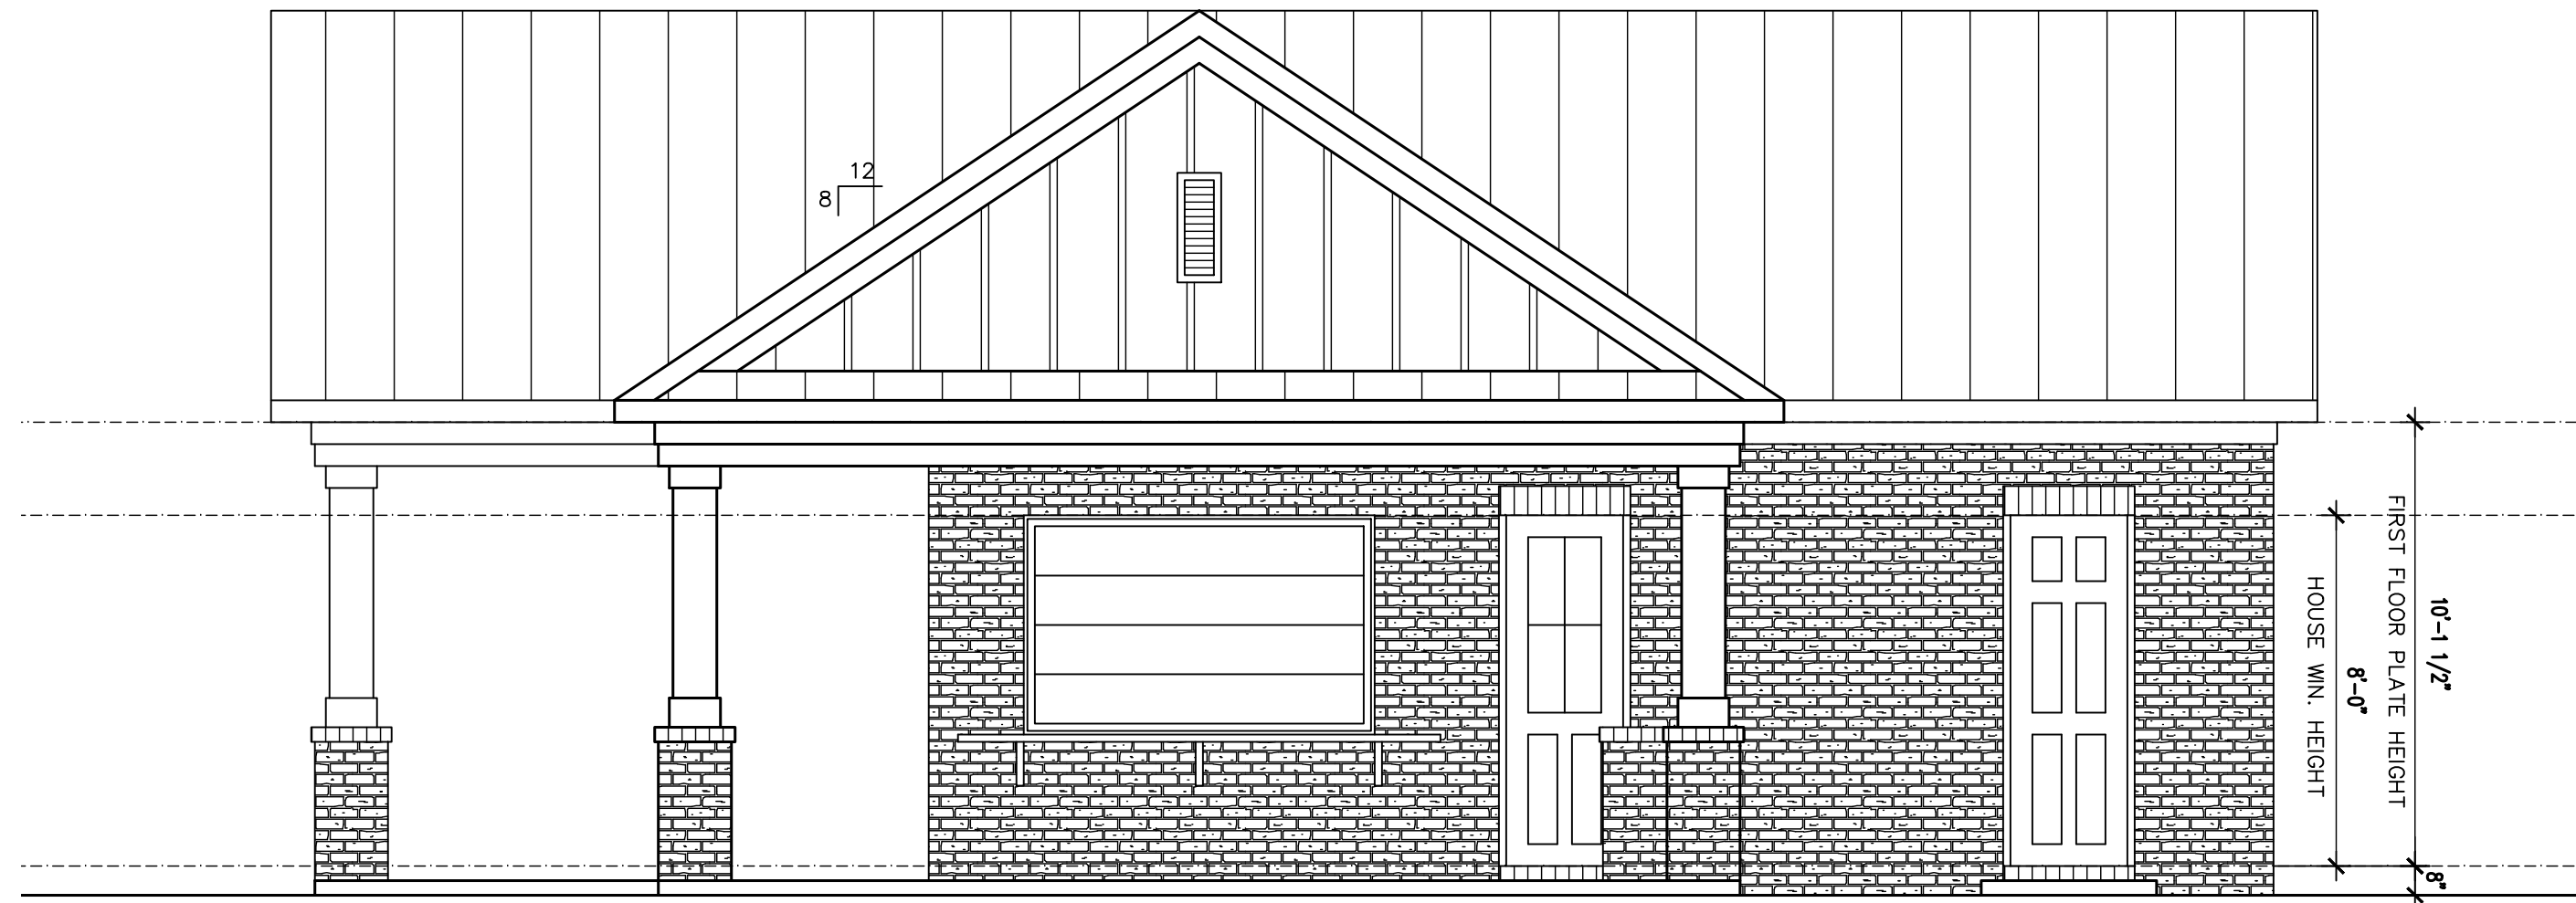 12
8
10'-1 1/2"
FIRST FLOOR PLATE HEIGHT
8'-0"
HOUSE WIN. HEIGHT
8"